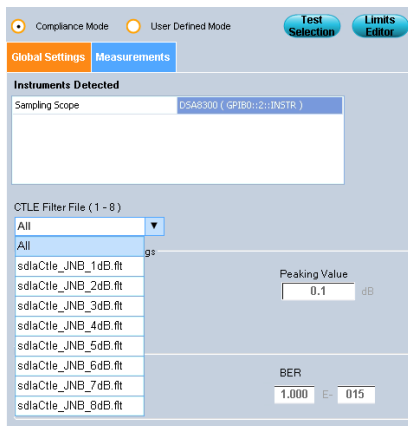 Compliance Mode User Defined Mode Test Selection Limits Editor
Global Settings Measurements
Instruments Detected
Sampling Scope DSA8300 ( GPIB0::2::INSTR )
CTLE Filter File ( 1 - 8 )
All
All
gs
sdlaCtle_JNB_1dB.flt
sdlaCtle_JNB_2dB.flt
Peaking Value
sdlaCtle_JNB_3dB.flt
0.1 dB
sdlaCtle_JNB_4dB.flt
sdlaCtle_JNB_5dB.flt
sdlaCtle_JNB_6dB.flt
BER
sdlaCtle_JNB_7dB.flt
1.000 E- 015
sdlaCtle_JNB_8dB.flt